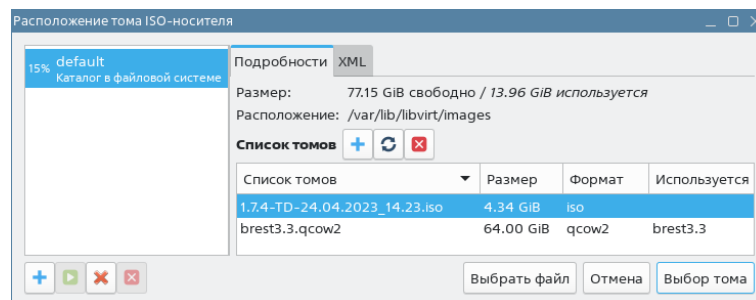 Расположение тома ISO-носителя
15% default
Каталог в файловой системе
Подробности XML
Размер: 77.15 GiB свободно / 13.96 GiB используется
Расположение: /var/lib/libvirt/images
Список томов
Список томов Размер Формат Используется
1.7.4-TD-24.04.2023_14.23.iso 4.34 GiB iso
brest3.3.qcow2 64.00 GiB qcow2 brest3.3
Выбрать файл Отмена Выбор тома